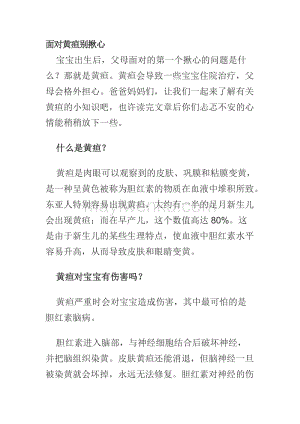 面对黄疸别揪心
宝宝出生后，父母面对的第一个揪心的问题是什
么？那就是黄疸。黄疸会导致一些宝宝住院治疗，父
母会格外担心。爸爸妈妈们，让我们一起来了解有关
黄疸的小知识吧，也许读完文章后你们忐忑不安的心
情能稍稍放下一些。
什么是黄疸？
黄疸是肉眼可以观察到的皮肤、巩膜和粘膜变黄，
是一种呈黄色被称为胆红素的物质在血液中堆积所致。
东亚人特别容易出现黄疸，大约有一半的足月新生儿
会出现黄疸；而在早产儿，这个数值高达 80%。这
是由于新生儿的某些生理特点，使血液中胆红素水平
容易升高，从而导致皮肤和眼睛变黄。
黄疸对宝宝有伤害吗？
黄疸严重时会对宝宝造成伤害，其中最可怕的是
胆红素脑病。
胆红素进入脑部，与神经细胞结合后破坏神经，
并把脑组织染黄。皮肤黄疸还能消退，但脑神经一旦
被染黄就会坏掉，永远无法修复。胆红素对神经的伤